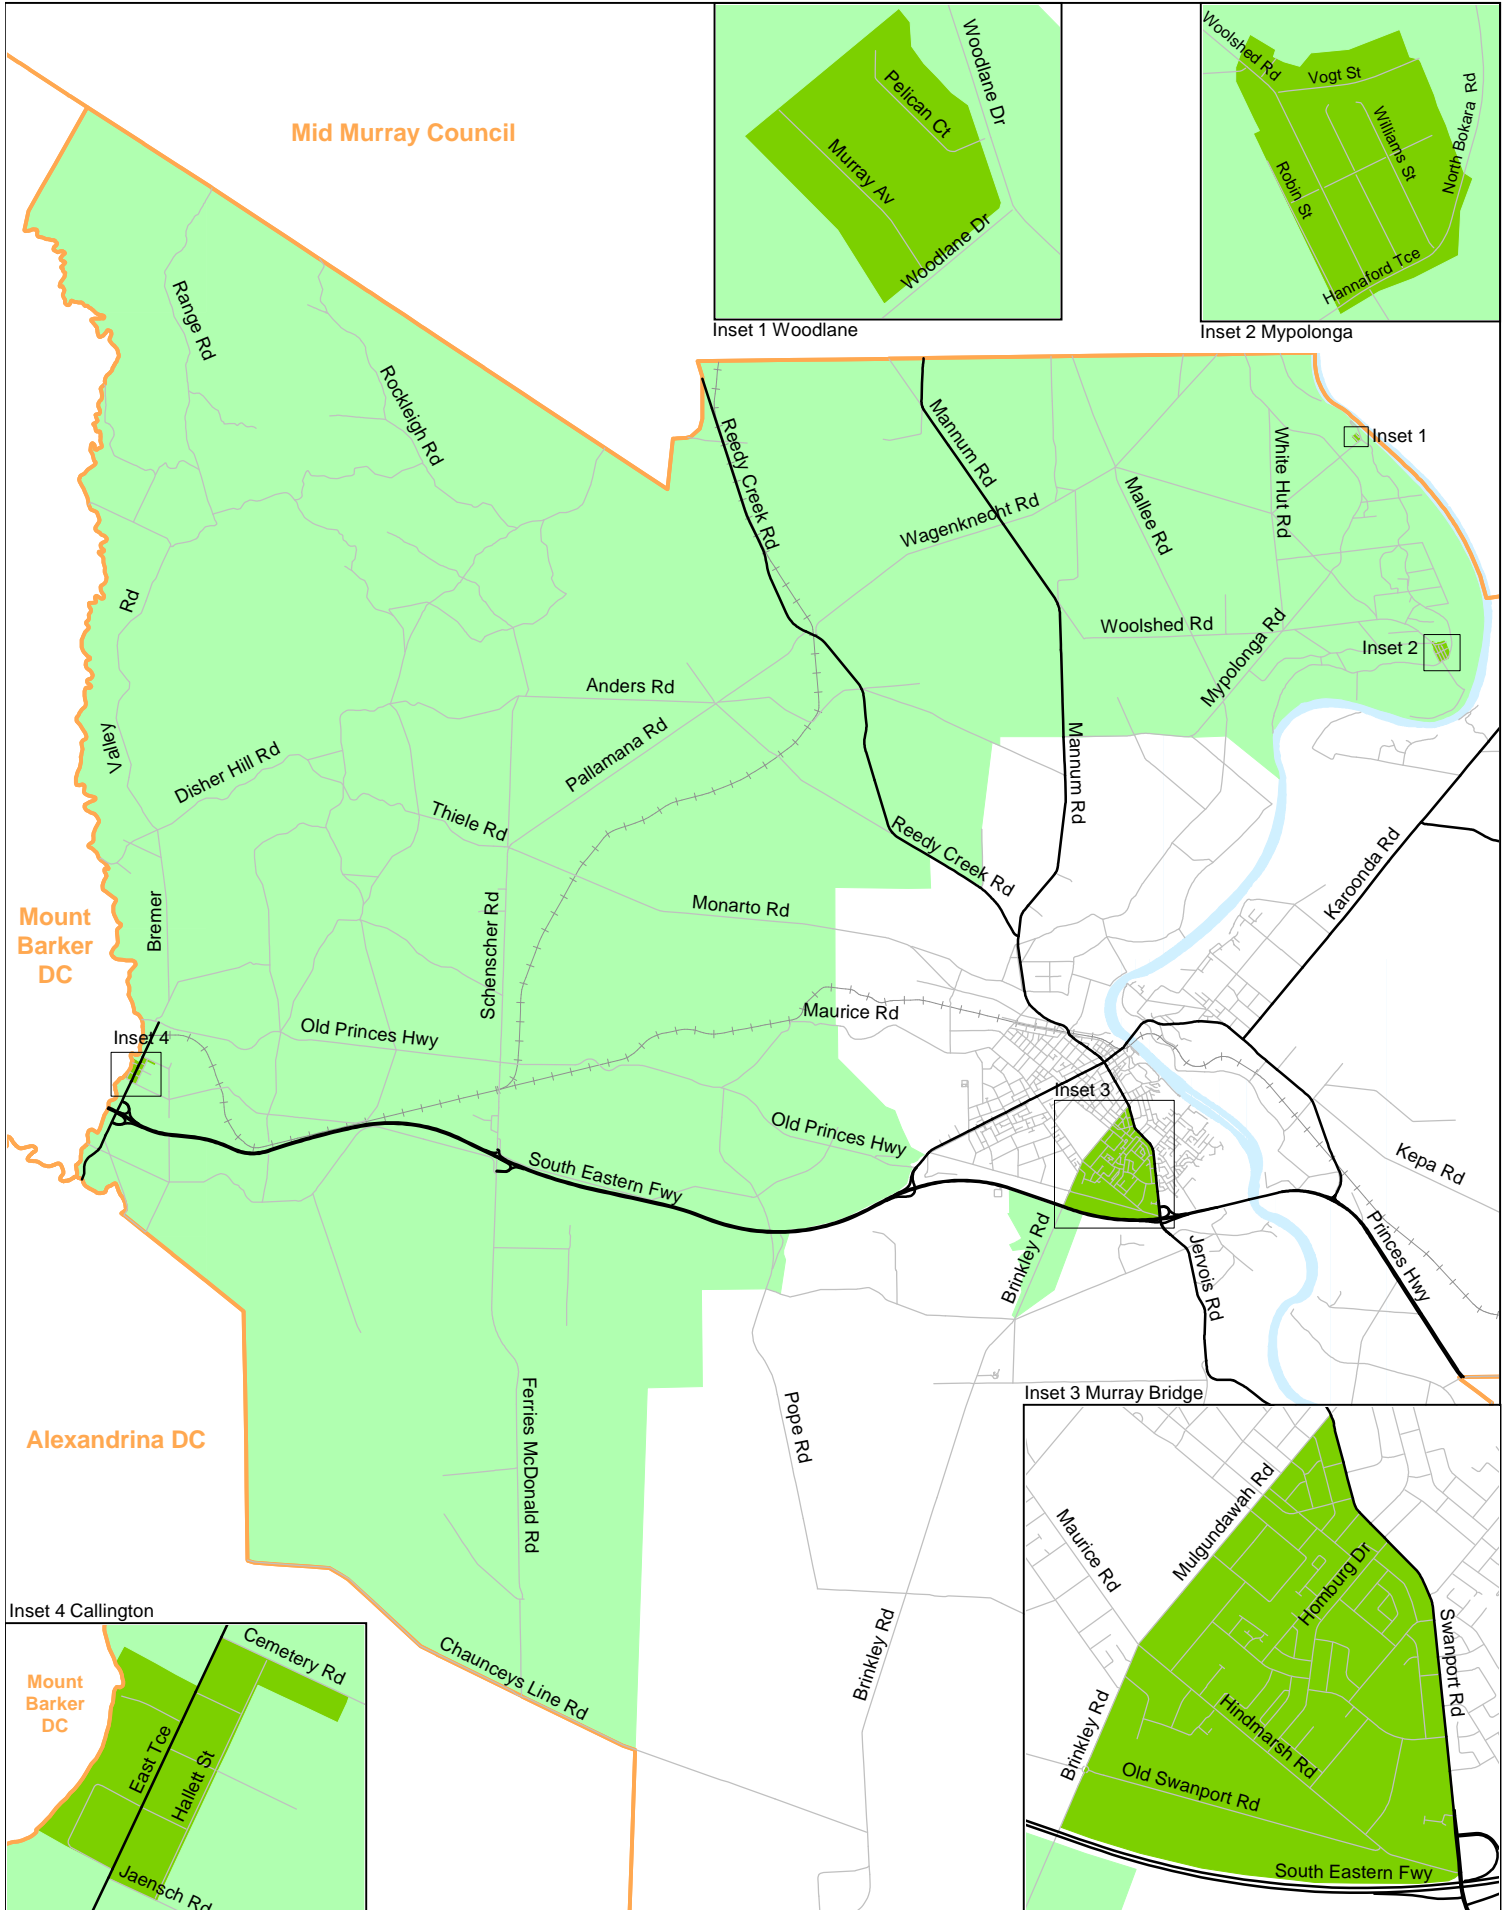 Woodlane Dr
Pelican Ct
Murray Av
Woodlane Dr
Inset 1 Woodlane
Woolshed Rd
Vogt St
Williams St
North Bokara Rd
Robin St
Hannaford Tce
Inset 2 Mypolonga
Mid Murray Council
Range Rd
Rockleigh Rd
Reedy Creek Rd
Mannum Rd
Wagenknecht Rd
Mallee Rd
White Hut Rd
Inset 1
Woolshed Rd
Mypolonga Rd
Inset 2
Rd
Valley
Bremer
Anders Rd
Pallamana Rd
Disher Hill Rd
Thiele Rd
Mannum Rd
Reedy Creek Rd
Karoonda Rd
Mount
Barker
DC
Schenscher Rd
Monarto Rd
Maurice Rd
Inset 4
Old Princes Hwy
Inset 3
Old Princes Hwy
South Eastern Fwy
Kepa Rd
Brinkley Rd
Jervois Rd
Princes Hwy
Alexandrina DC
Ferries McDonald Rd
Pope Rd
Brinkley Rd
Chaunceys Line Rd
Inset 3 Murray Bridge
Mulgundawah Rd
Maurice Rd
Homburg Dr
Swanport Rd
Brinkley Rd
Hindmarsh Rd
Old Swanport Rd
South Eastern Fwy
Inset 4 Callington
Cemetery Rd
Mount
Barker
DC
East Tce
Hallett St
Jaensch Rd